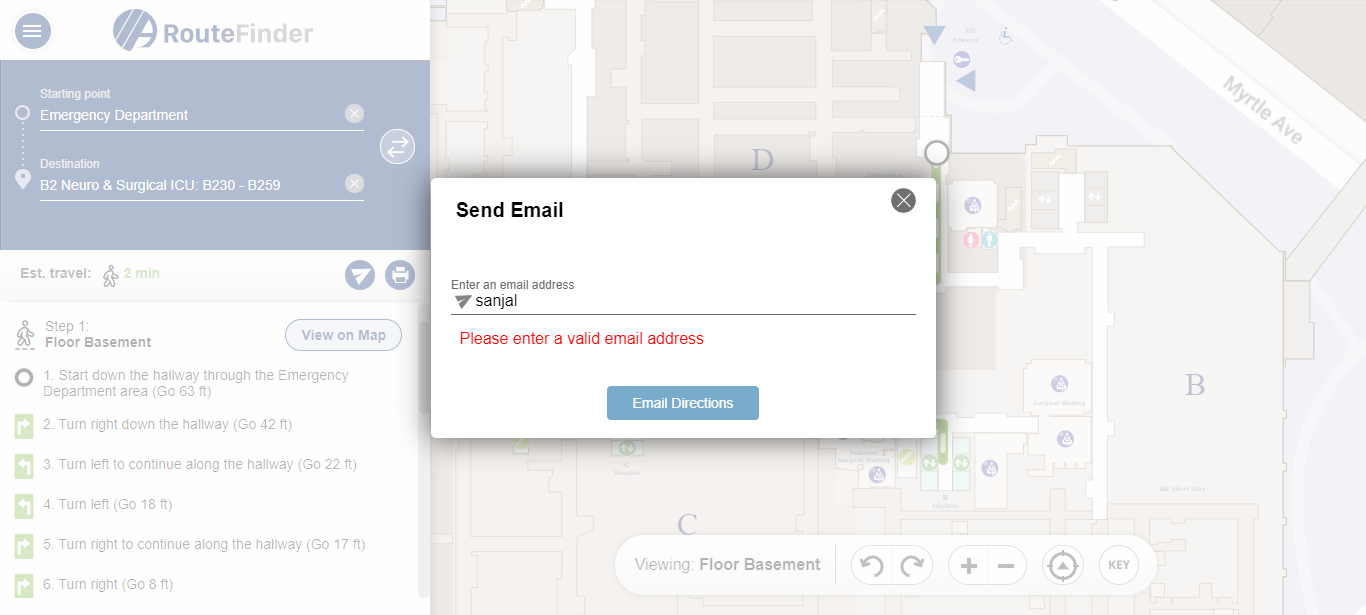 RouteFinder
Starting point
Emergency Department
Destination
B2 Neuro & Surgical ICU: B230 - B259
Est. travel: 2 min
Step 1:
Floor Basement
View on Map
1. Start down the hallway through the Emergency
Department area (Go 63 ft)
2. Turn right down the hallway (Go 42 ft)
3. Turn left to continue along the hallway (Go 22 ft)
4. Turn left (Go 18 ft)
5. Turn right to continue along the hallway (Go 17 ft)
6. Turn right (Go 8 ft)
Send Email
Enter an email address
sanjal
Please enter a valid email address
Email Directions
ED
Entrance
Myrtle Ave
D
B
Surgical Waiting
Pediatric
Surgical Waiting
C
Elevator
B
Elevator
C
Viewing: Floor Basement
KEY